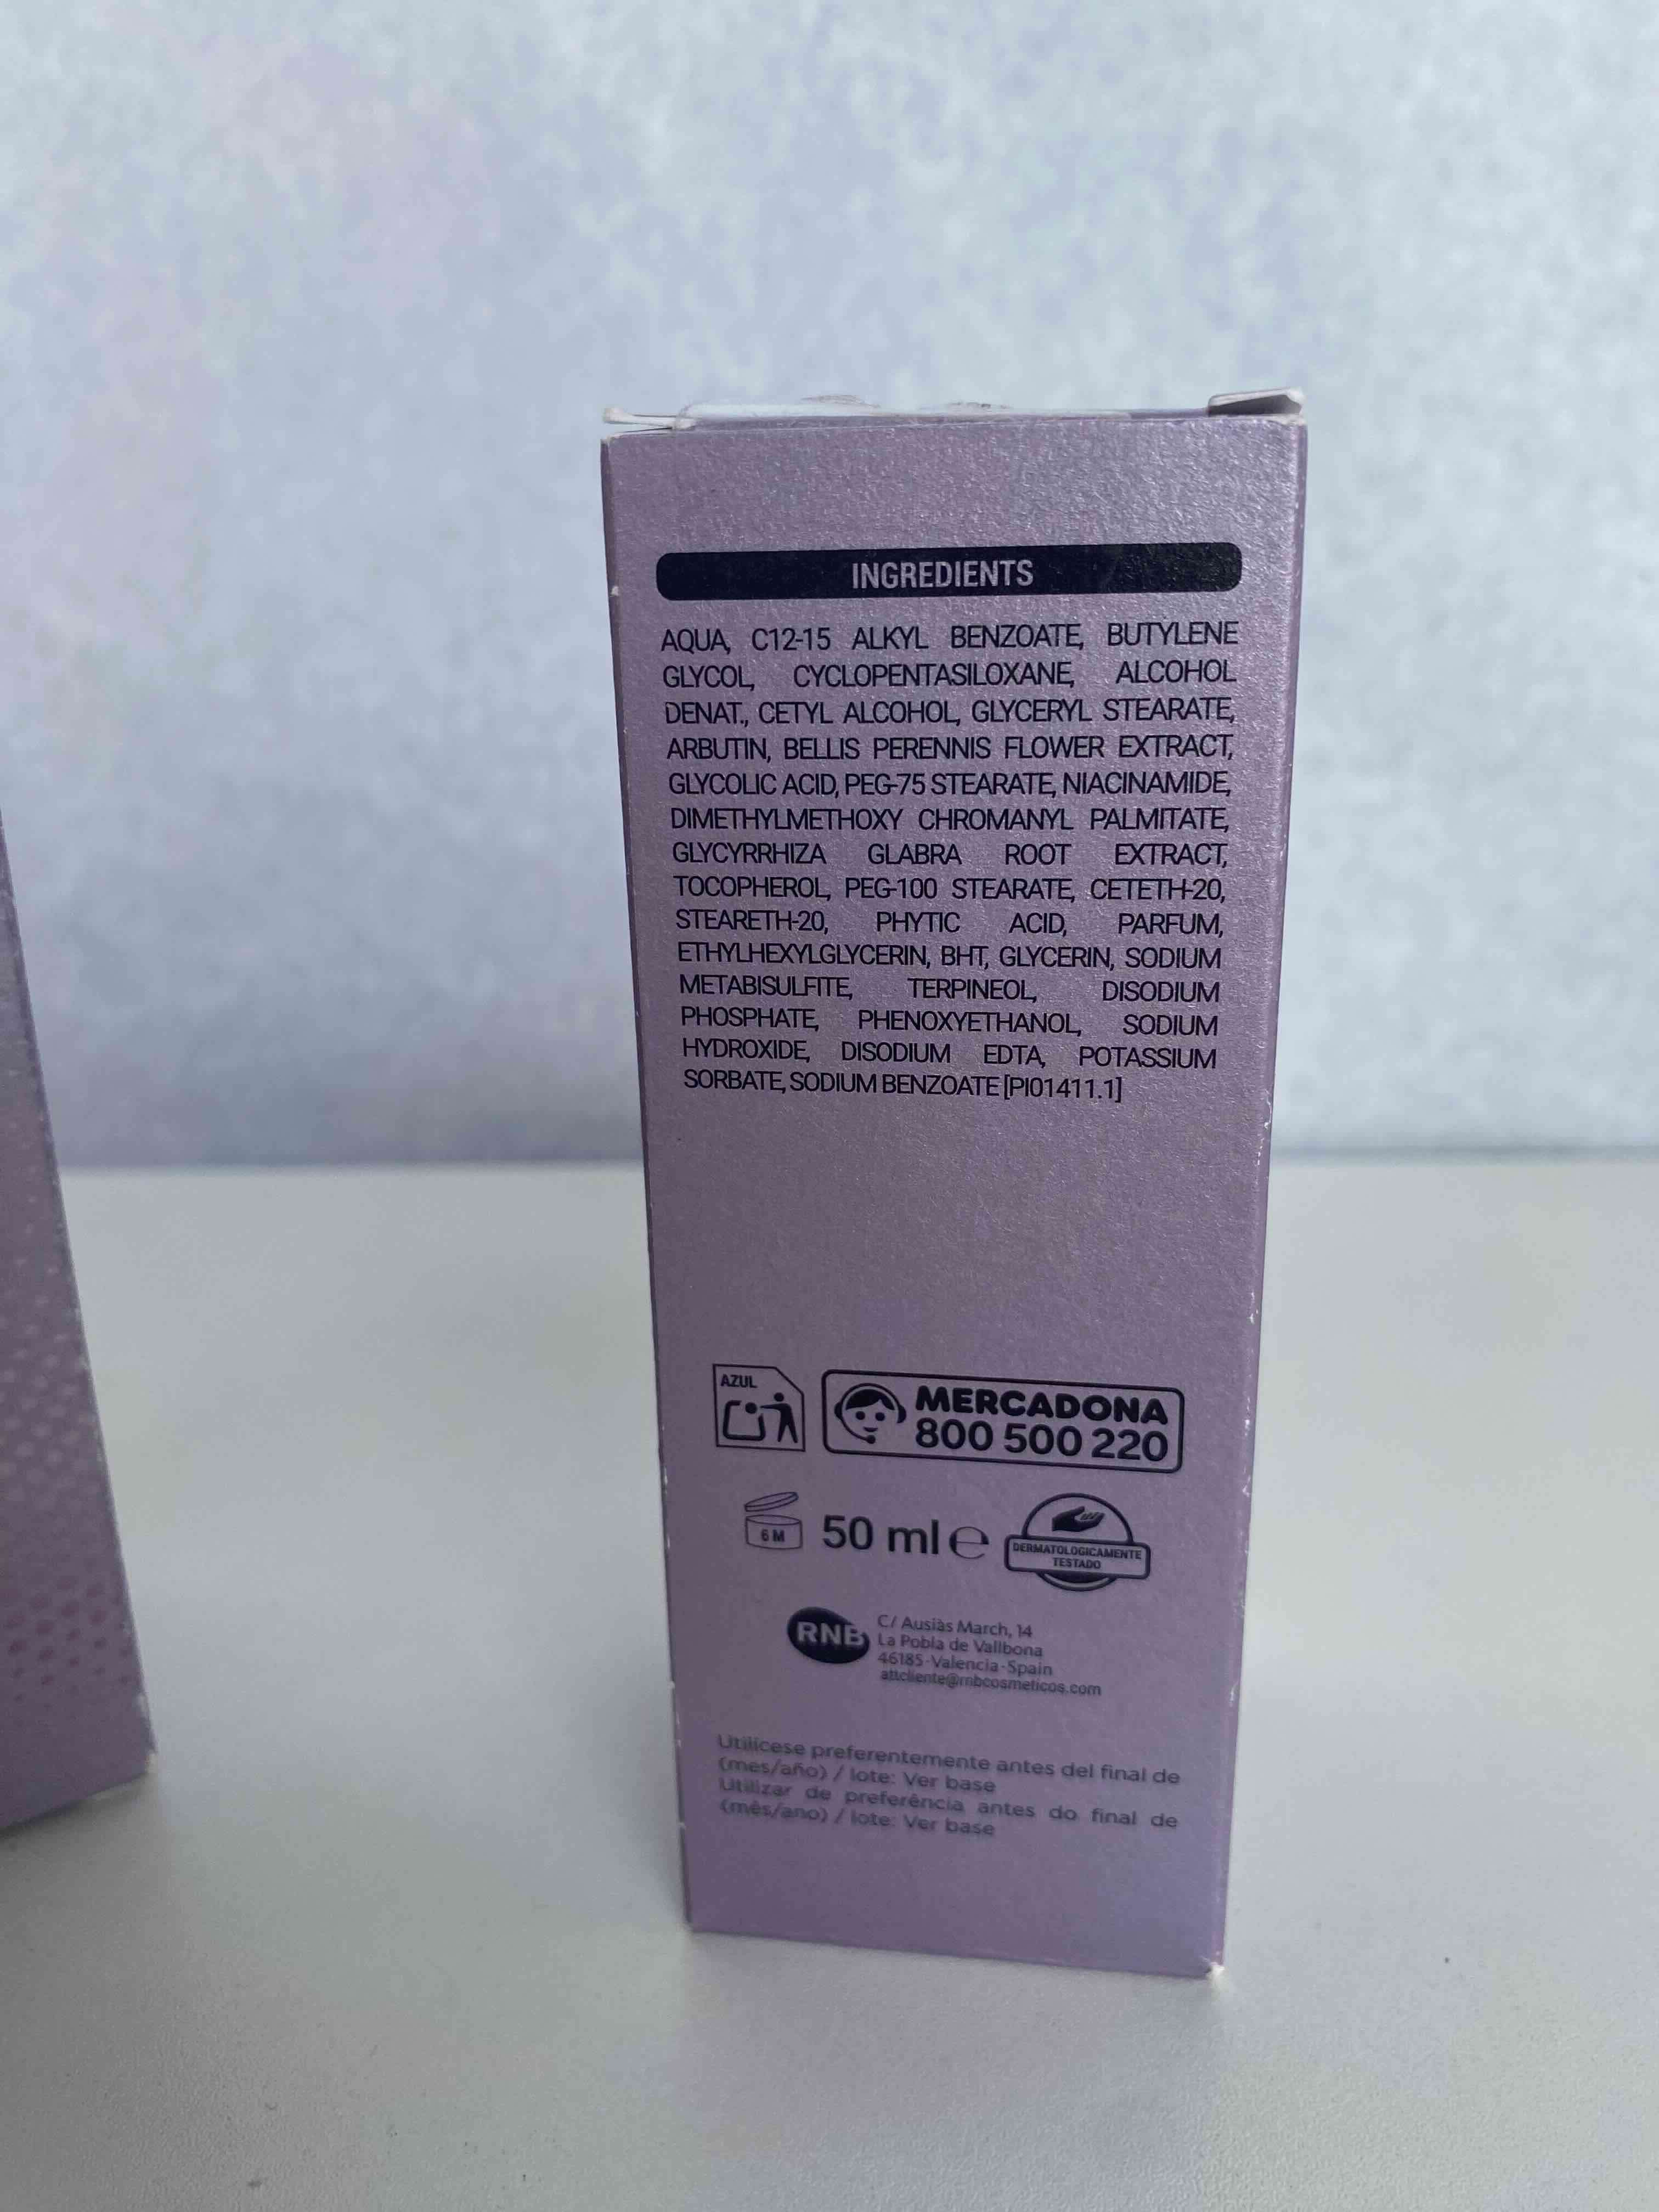 INGREDIENTS
AQUA, C12-15 ALKYL BENZOATE, BUTYLENE
GLYCOL, CYCLOPENTASILOXANE, ALCOHOL
DENAT., CETYL ALCOHOL, GLYCERYL STEARATE,
ARBUTIN, BELLIS PERENNIS FLOWER EXTRACT,
GLYCOLIC ACID, PEG-75 STEARATE, NIACINAMIDE,
DIMETHYLMETHOXY CHROMANYL PALMITATE,
GLYCYRRHIZA GLABRA ROOT EXTRACT,
TOCOPHEROL, PEG-100 STEARATE, CETETH-20,
STEARETH-20, PHYTIC ACID, PARFUM,
ETHYLHEXYLGLYCERIN, BHT, GLYCERIN, SODIUM
METABISULFITE, TERPINEOL, DISODIUM
PHOSPHATE, PHENOXYETHANOL, SODIUM
HYDROXIDE, DISODIUM EDTA, POTASSIUM
SORBATE, SODIUM BENZOATE [PI01411.1]
AZUL
MERCADONA
800 500 220
6 M
50 ml e
DERMATOLOGICAMENTE
TESTADO
RNB
C/ Ausiàs March, 14
La Pobla de Vallbona
46185 - Valencia - Spain
attcliente@rnbcosmeticos.com
Utilícese preferentemente antes del final de
(mes/año) / lote: Ver base
Utilizar de preferência antes do final de
(mês/ano) / lote: Ver base